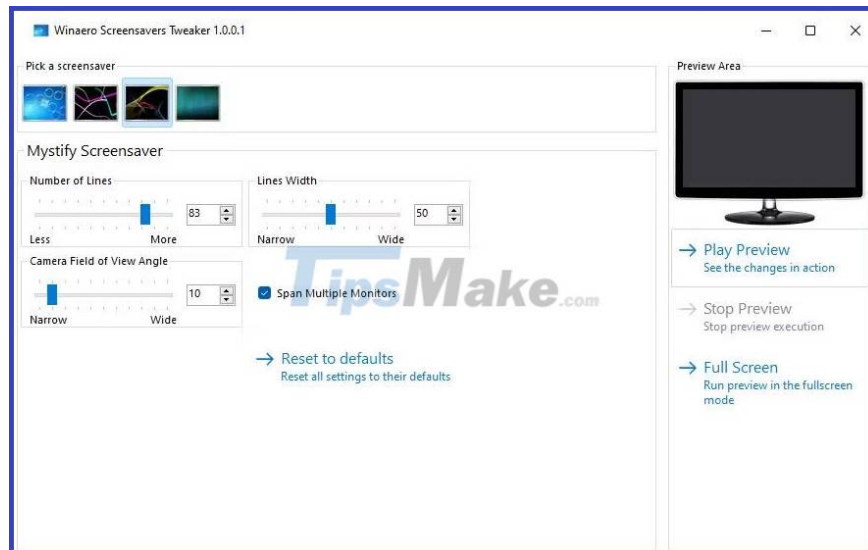 Winaero Screensavers Tweaker 1.0.0.1
Pick a screensaver
Mystify Screensaver
Number of Lines
83
Less More
Lines Width
50
Narrow Wide
Camera Field of View Angle
10
Narrow Wide
Span Multiple Monitors
TipsMake.com
Reset to defaults
Reset all settings to their defaults
Preview Area
Play Preview
See the changes in action
Stop Preview
Stop preview execution
Full Screen
Run preview in the fullscreen
mode